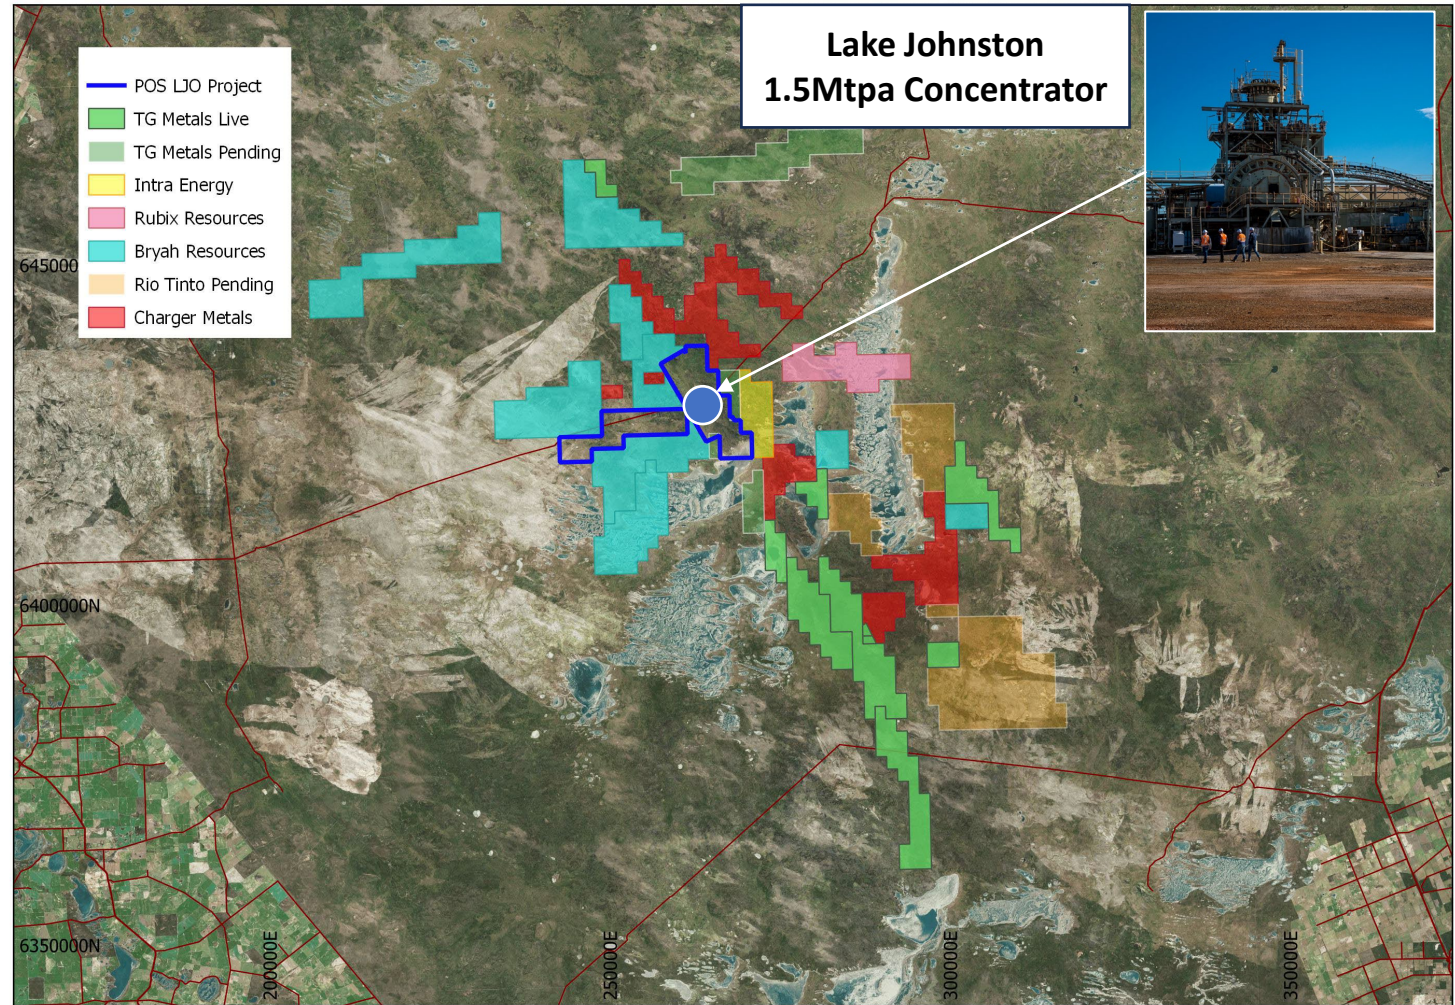 Lake Johnston
1.5Mtpa Concentrator
POS LJO Project
TG Metals Live
TG Metals Pending
Intra Energy
Rubix Resources
Bryah Resources
Rio Tinto Pending
Charger Metals
645000
6400000N
6350000N
200000E
250000E
300000E
350000E